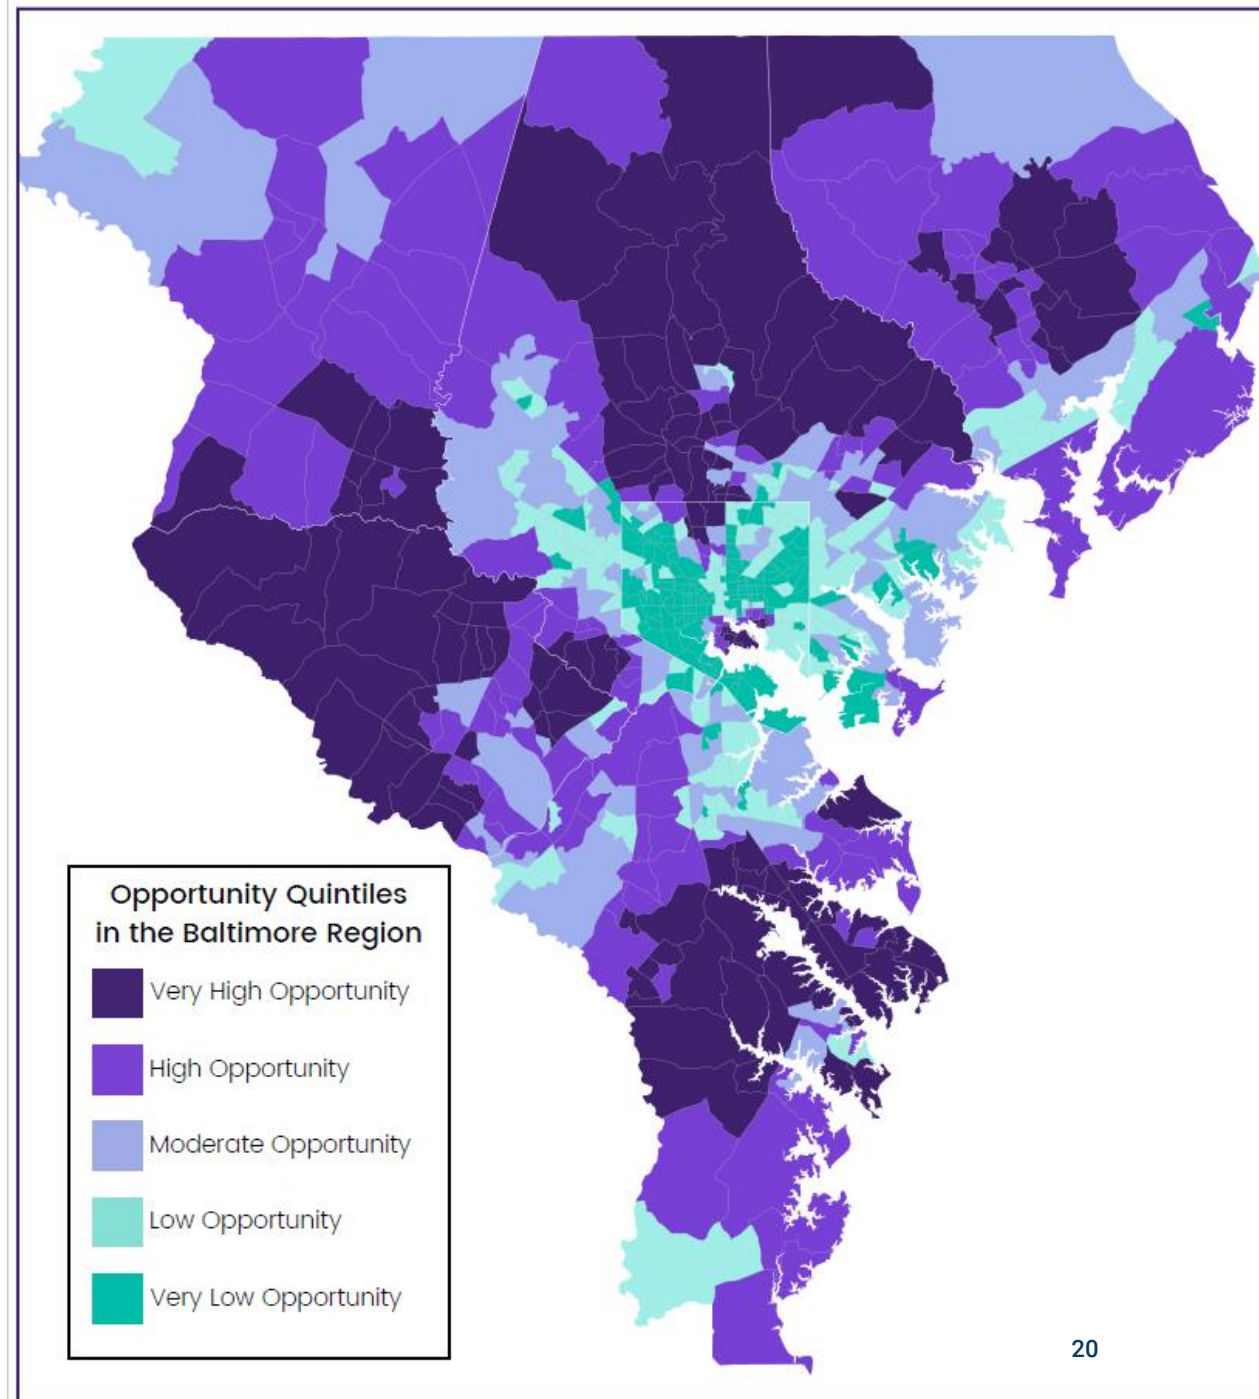 Opportunity Quintiles
in the Baltimore Region
Very High Opportunity
High Opportunity
Moderate Opportunity
Low Opportunity
Very Low Opportunity
20